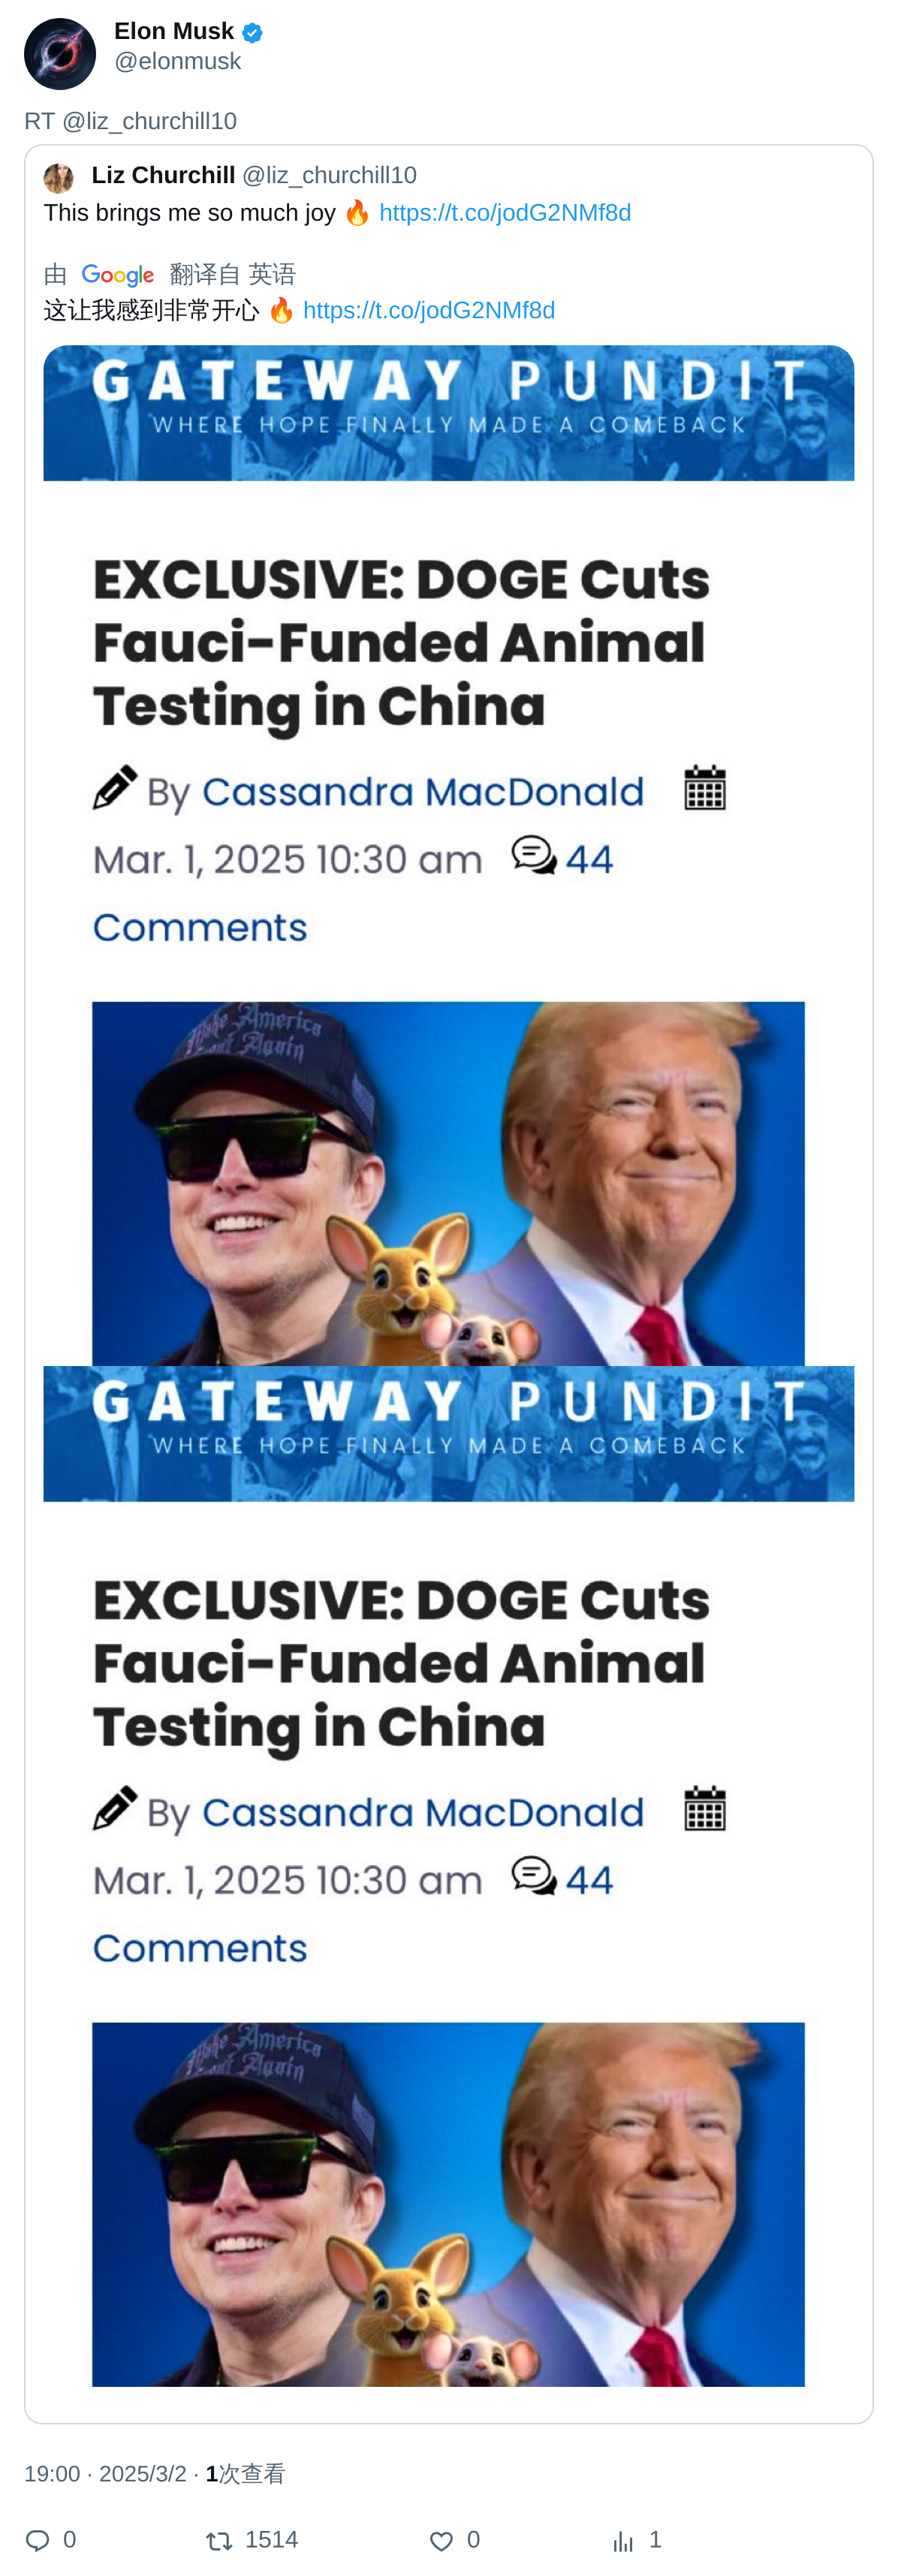 Elon Musk
@elonmusk
RT @liz_churchill10
Liz Churchill @liz_churchill10
This brings me so much joy 🔥 https://t.co/jodG2NMf8d
由 Google 翻译自 英语
这让我感到非常开心 🔥 https://t.co/jodG2NMf8d
GATEWAY PUNDIT
WHERE HOPE FINALLY MADE A COMEBACK
EXCLUSIVE: DOGE Cuts
Fauci-Funded Animal
Testing in China
By Cassandra MacDonald
Mar. 1, 2025 10:30 am 44
Comments
America
Again
GATEWAY PUNDIT
WHERE HOPE FINALLY MADE A COMEBACK
EXCLUSIVE: DOGE Cuts
Fauci-Funded Animal
Testing in China
By Cassandra MacDonald
Mar. 1, 2025 10:30 am 44
Comments
America
Again
19:00 · 2025/3/2 · 1次查看
0 1514 0 1